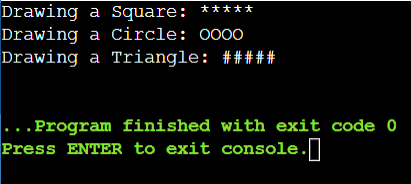 Drawing a Square: *****
Drawing a Circle: OOOO
Drawing a Triangle: #####
...Program finished with exit code 0
Press ENTER to exit console.